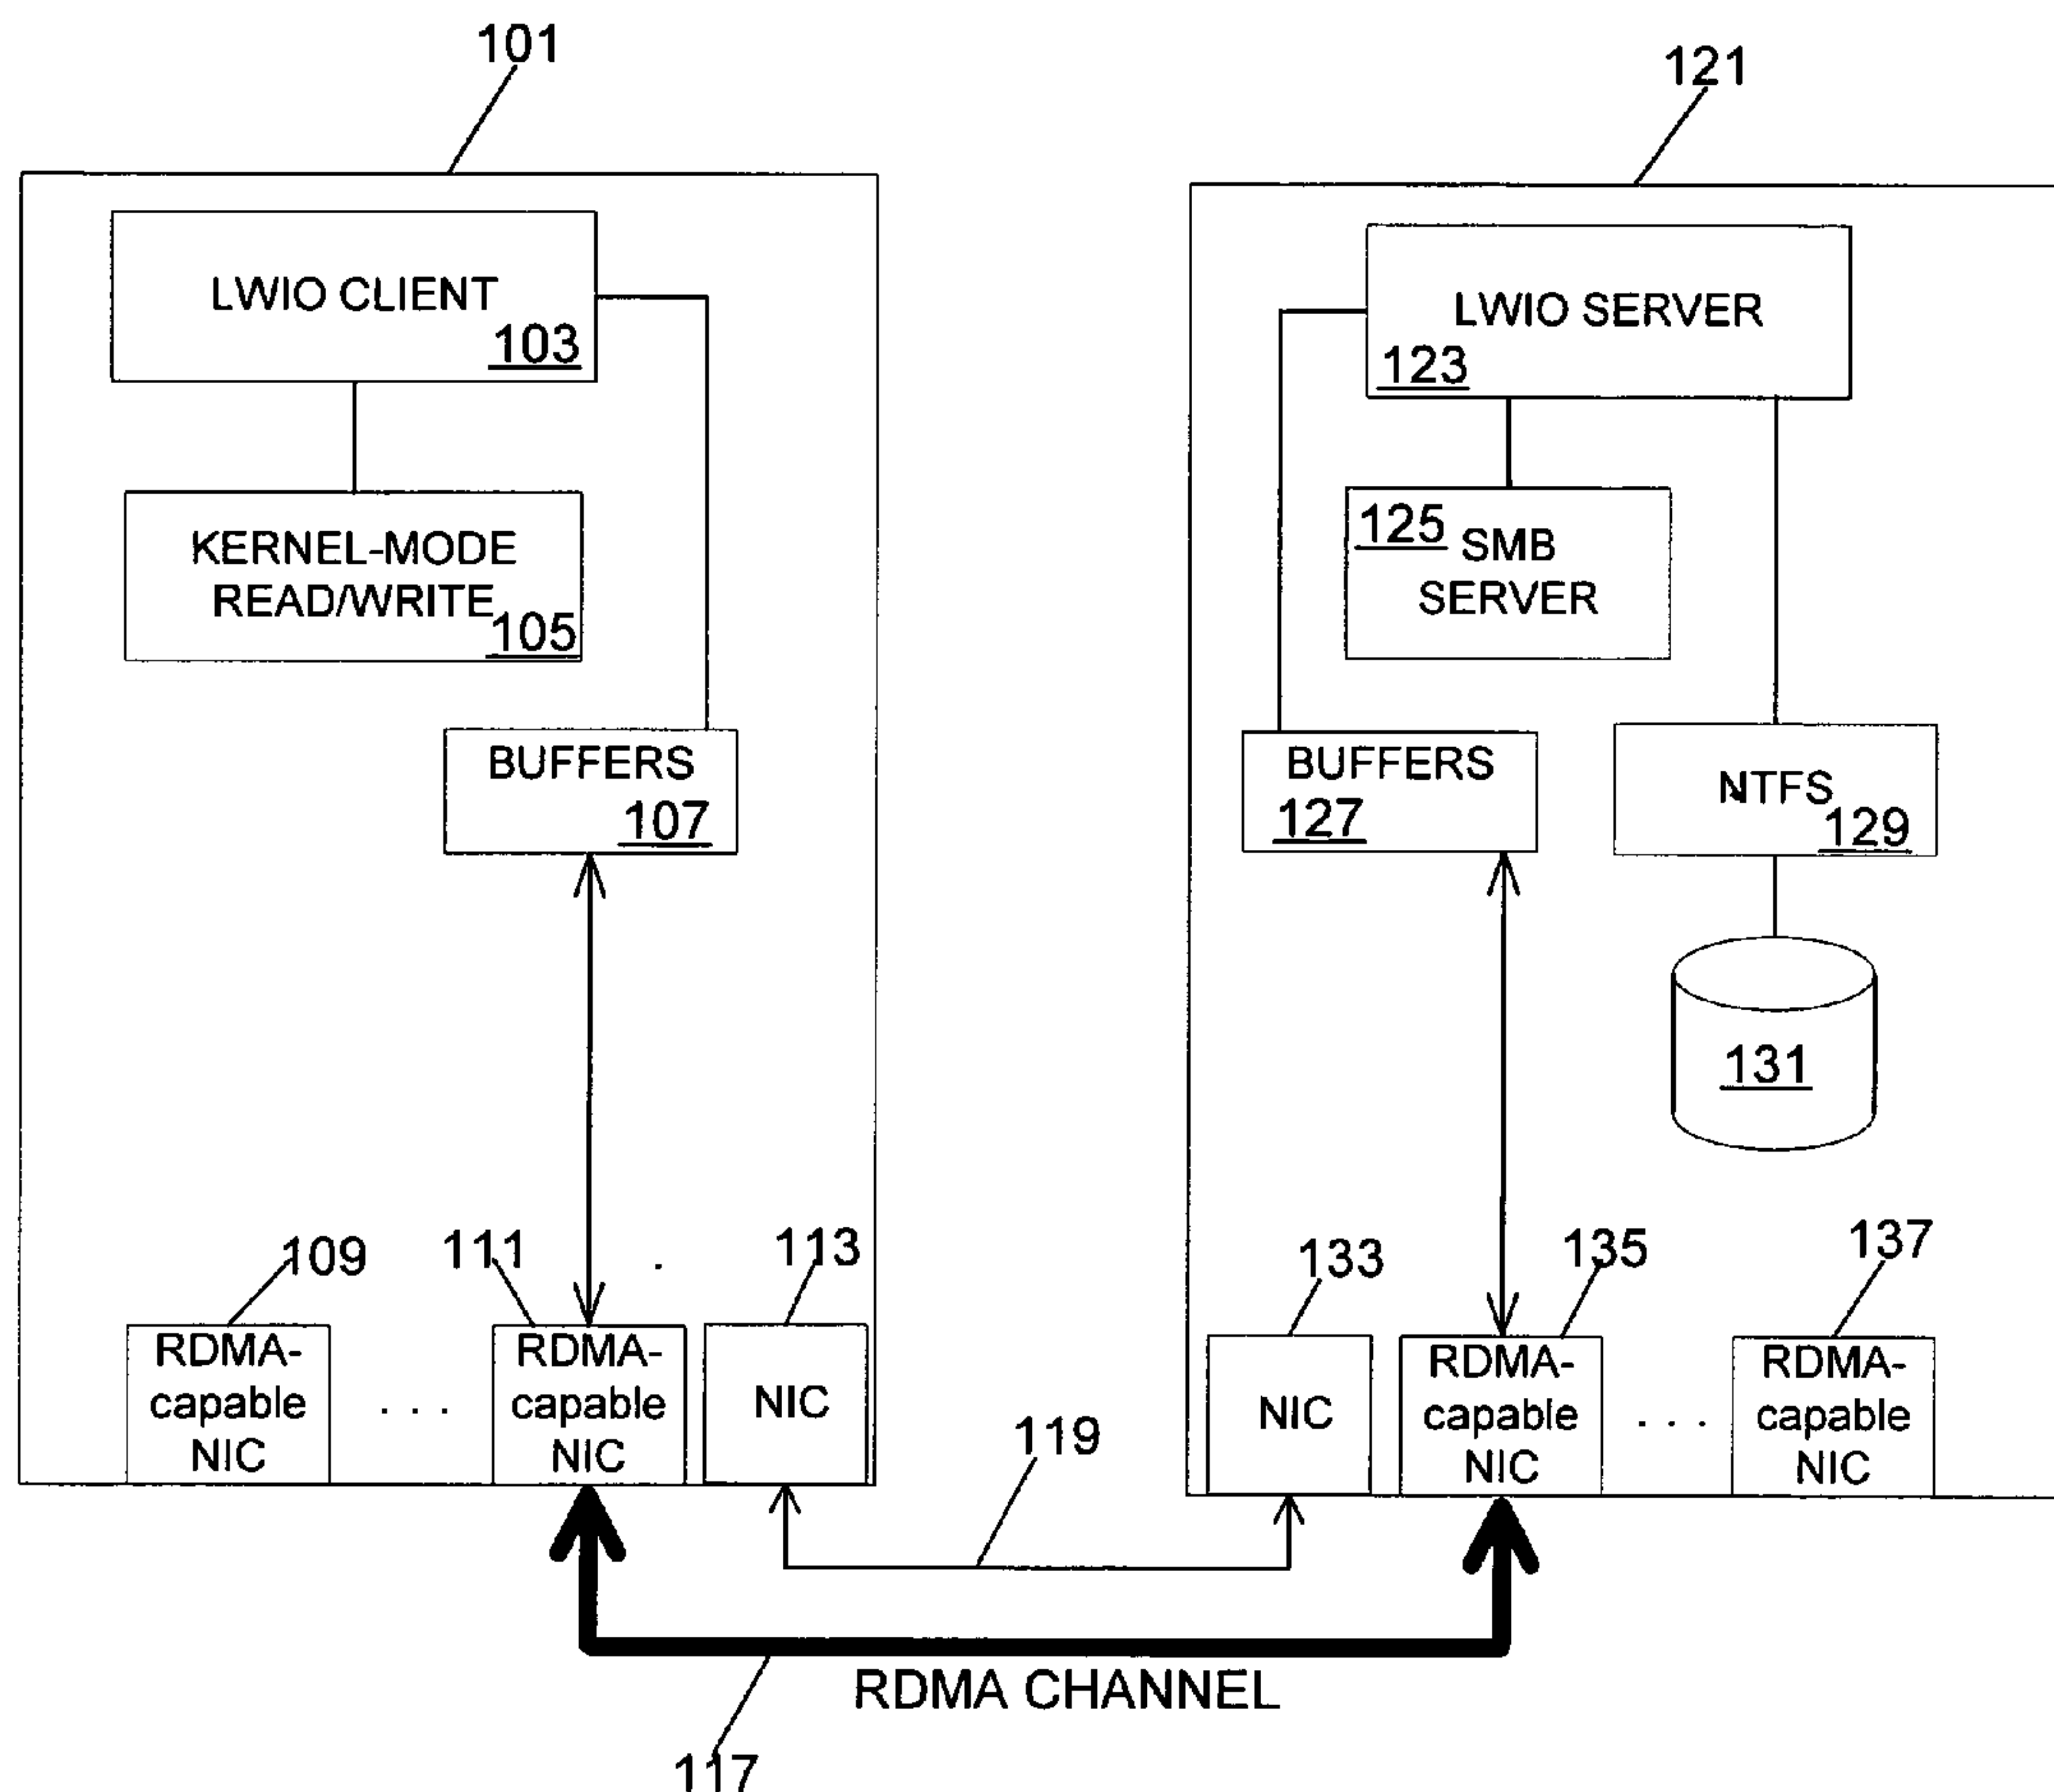 101
121
LWIO CLIENT
103
LWIO SERVER
123
KERNEL-MODE
READ/WRITE
105
125
SMB
SERVER
BUFFERS
107
BUFFERS
127
NTFS
129
131
109
111
113
133
135
137
RDMA-
capable
NIC
. . .
RDMA-
capable
NIC
NIC
NIC
RDMA-
capable
NIC
. . .
RDMA-
capable
NIC
119
RDMA CHANNEL
117